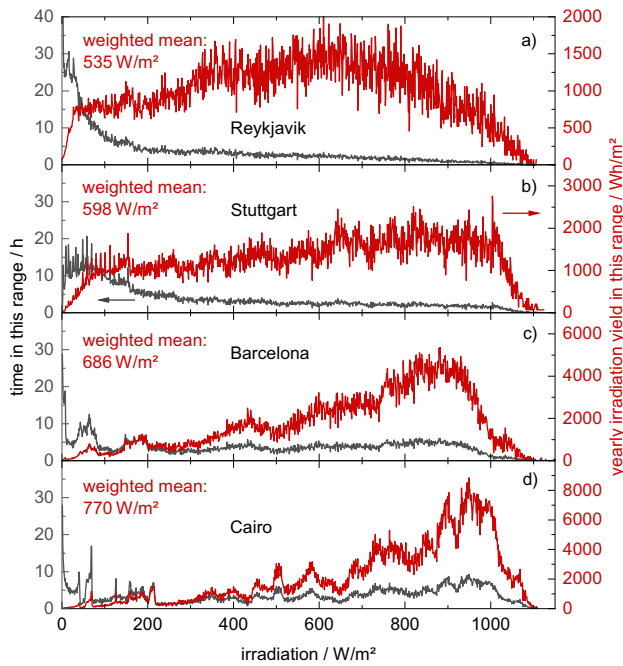 40
2000
weighted mean:
535 W/m²
a)
30
1500
20
1000
Reykjavik
10
500
0
0
weighted mean:
598 W/m²
b)
30
3000
Stuttgart
20
2000
10
1000
0
0
weighted mean:
686 W/m²
c)
30
6000
Barcelona
20
4000
10
2000
0
0
weighted mean:
770 W/m²
d)
30
8000
Cairo
6000
20
4000
10
2000
0
0
0
200
400
600
800
1000
irradiation / W/m²
time in this range / h
yearly irradiation yield in this range / Wh/m²